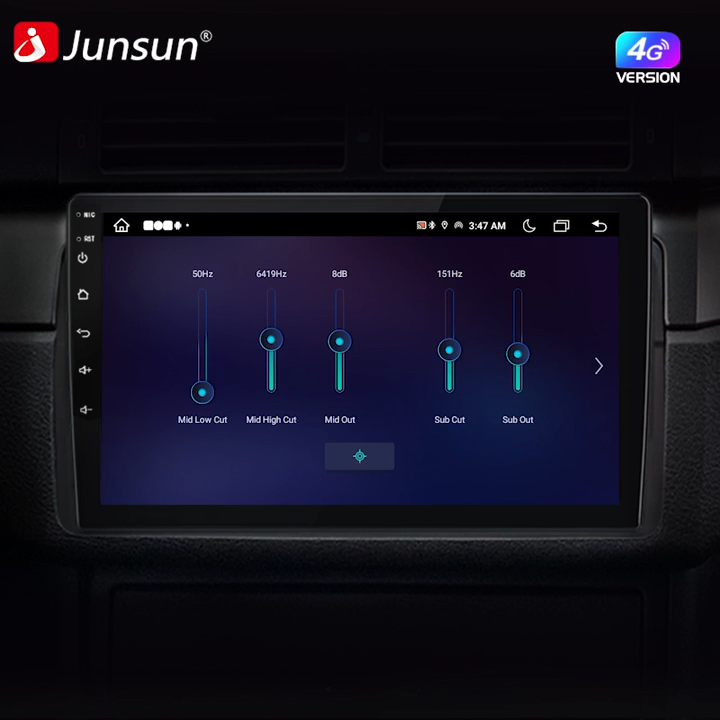 Junsun®
4G
VERSION
MIC
RST
3:47 AM
50Hz
6419Hz
8dB
151Hz
6dB
Mid Low Cut
Mid High Cut
Mid Out
Sub Cut
Sub Out